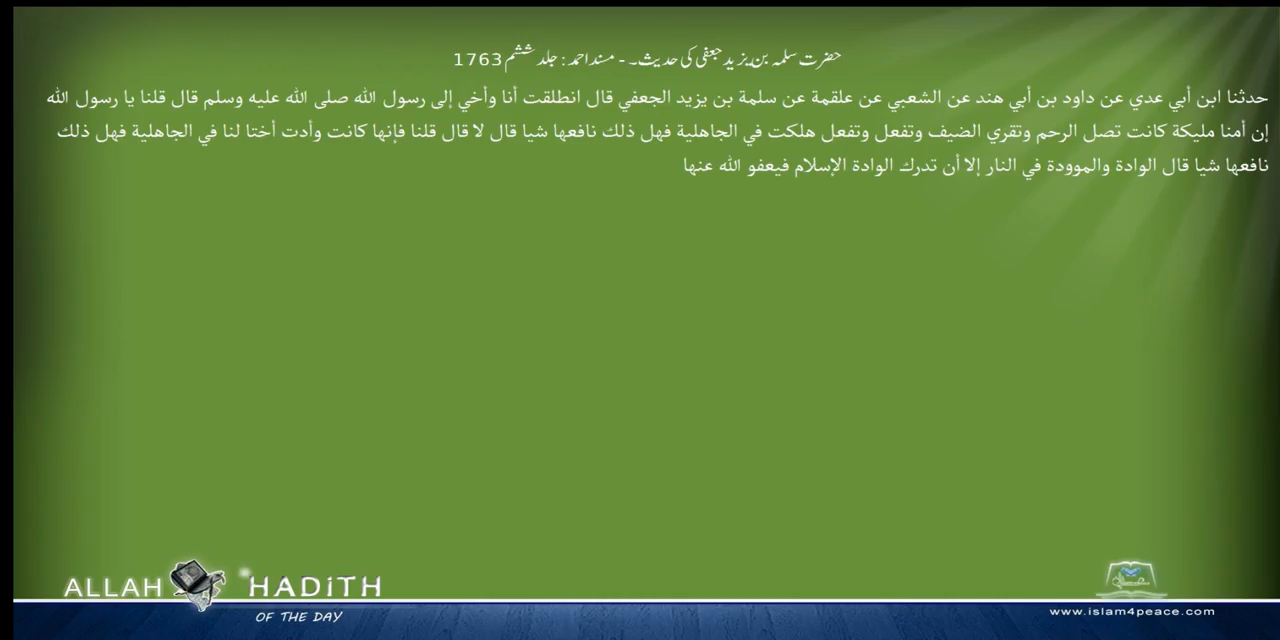 حضرت سلمہ بن یزید جعفی کی حدیث۔ - مسند احمد : جلد ششم 1763
حدثنا ابن أبي عدي عن داود بن أبي هند عن الشعبي عن علقمة عن سلمة بن يزيد الجعفي قال انطلقت أنا وأخي إلى رسول الله صلى الله عليه وسلم قال قلنا يا رسول الله
إن أمنا مليكة كانت تصل الرحم وتقري الضيف وتفعل وتفعل هلكت في الجاهلية فهل ذلك نافعها شيا قال لا قال قلنا فإنها كانت وأدت أختا لنا في الجاهلية فهل ذلك
نافعها شيا قال الوادة والموودة في النار إلا أن تدرك الوادة الإسلام فيعفو الله عنها
ALLAH HADITH
OF THE DAY
www.islam4peace.com